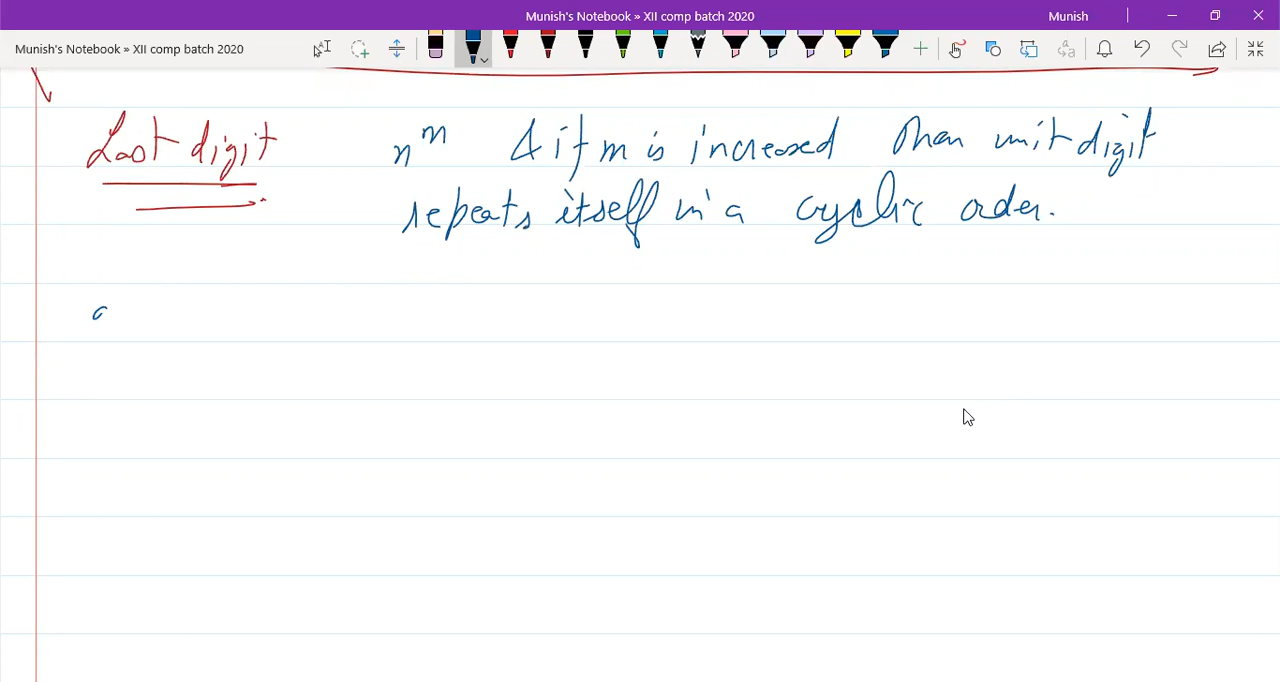 Munish's Notebook » XII comp batch 2020
Munish
Munish's Notebook » XII comp batch 2020
Last digit
n^m & if m is increased then unit digit
repeats itself in a cyclic order.